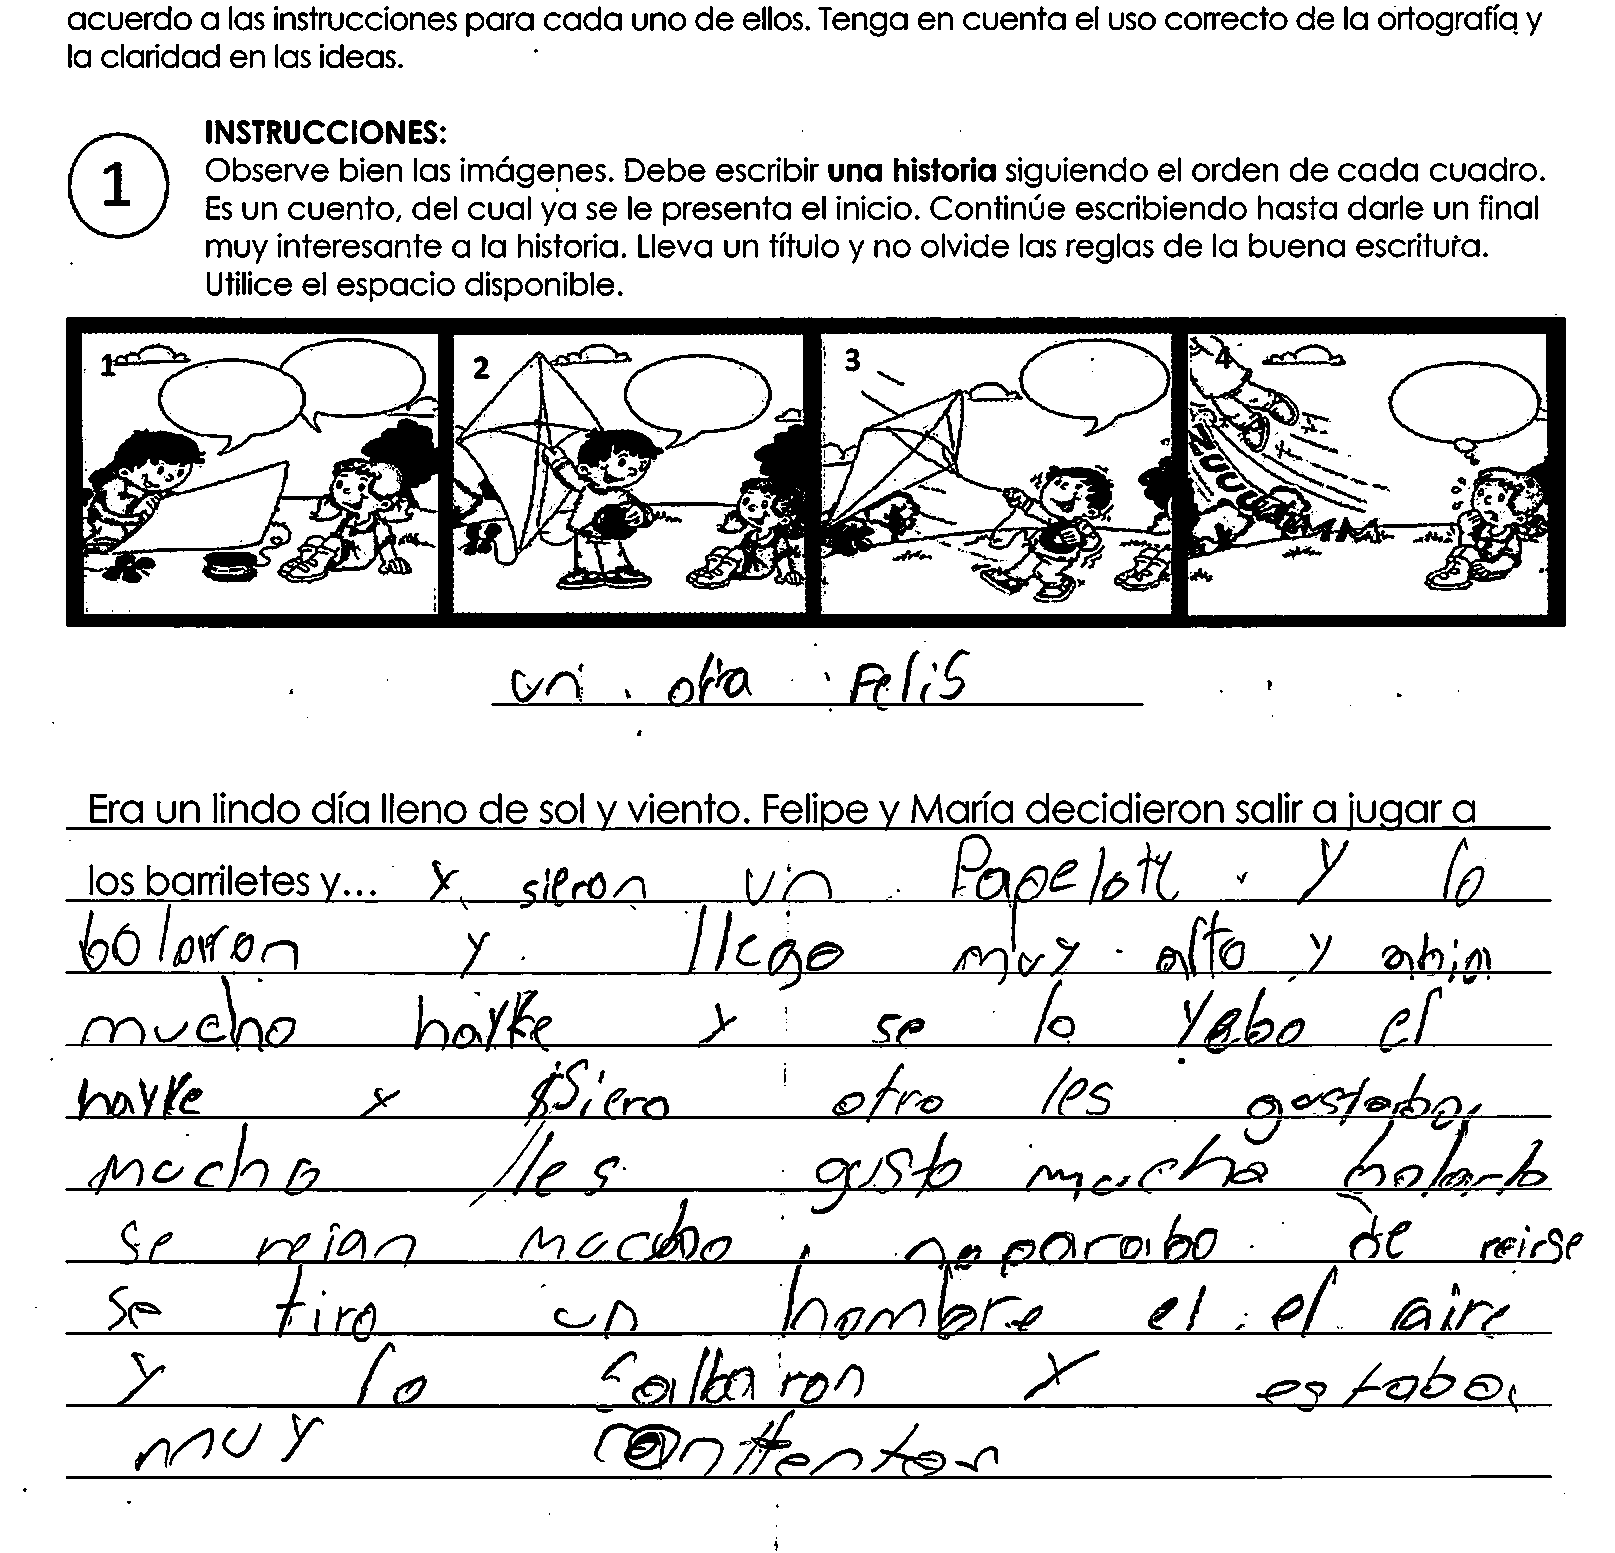 acuerdo a las instrucciones para cada uno de ellos. Tenga en cuenta el uso correcto de la ortografía y
la claridad en las ideas.
INSTRUCCIONES:
1
Observe bien las imágenes. Debe escribir una historia siguiendo el orden de cada cuadro.
Es un cuento, del cual ya se le presenta el inicio. Continúe escribiendo hasta darle un final
muy interesante a la historia. Lleva un título y no olvide las reglas de la buena escritura.
Utilice el espacio disponible.
1 2 3 4
ZUUUUMMM
un otra Felis
Era un lindo día lleno de sol y viento. Felipe y María decidieron salir a jugar a
los barriletes y... y sieron un y lo
bolaron y llego muy alto y abia
mucho hayre y se lo Yebo el
hayre y Siero otro les gustaba
mucho lles gusto mucho bolarlo
se reian mucho no paraba de reirse
se tiro un hombre el el aire
y lo salbaron y estaba
muy conttentos